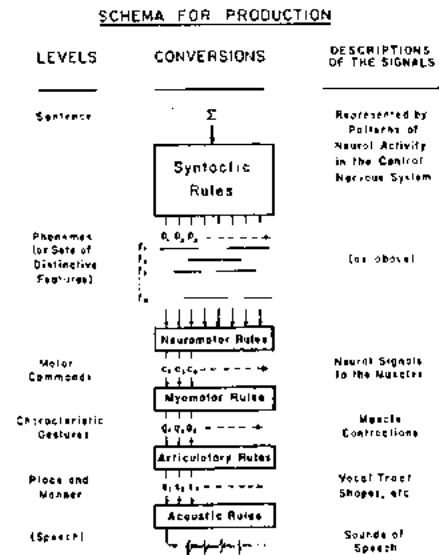 SCHEMA FOR PRODUCTION
LEVELS CONVERSIONS DESCRIPTIONS
OF THE SIGNALS
Sentence Σ Represented by
Patterns of
Neural Activity
in the Central
Nervous System
Syntactic
Rules
Phonemes
(or Sets of
Distinctive
Features)
(as above)
Neuromotor Rules
Motor
Commands
Neural Signals
to the Muscles
Myomotor Rules
Characteristic
Gestures
Muscle
Contractions
Articulatory Rules
Place and
Manner
Vocal Tract
Shapes, etc
Acoustic Rules
(Speech)
Sounds of
Speech